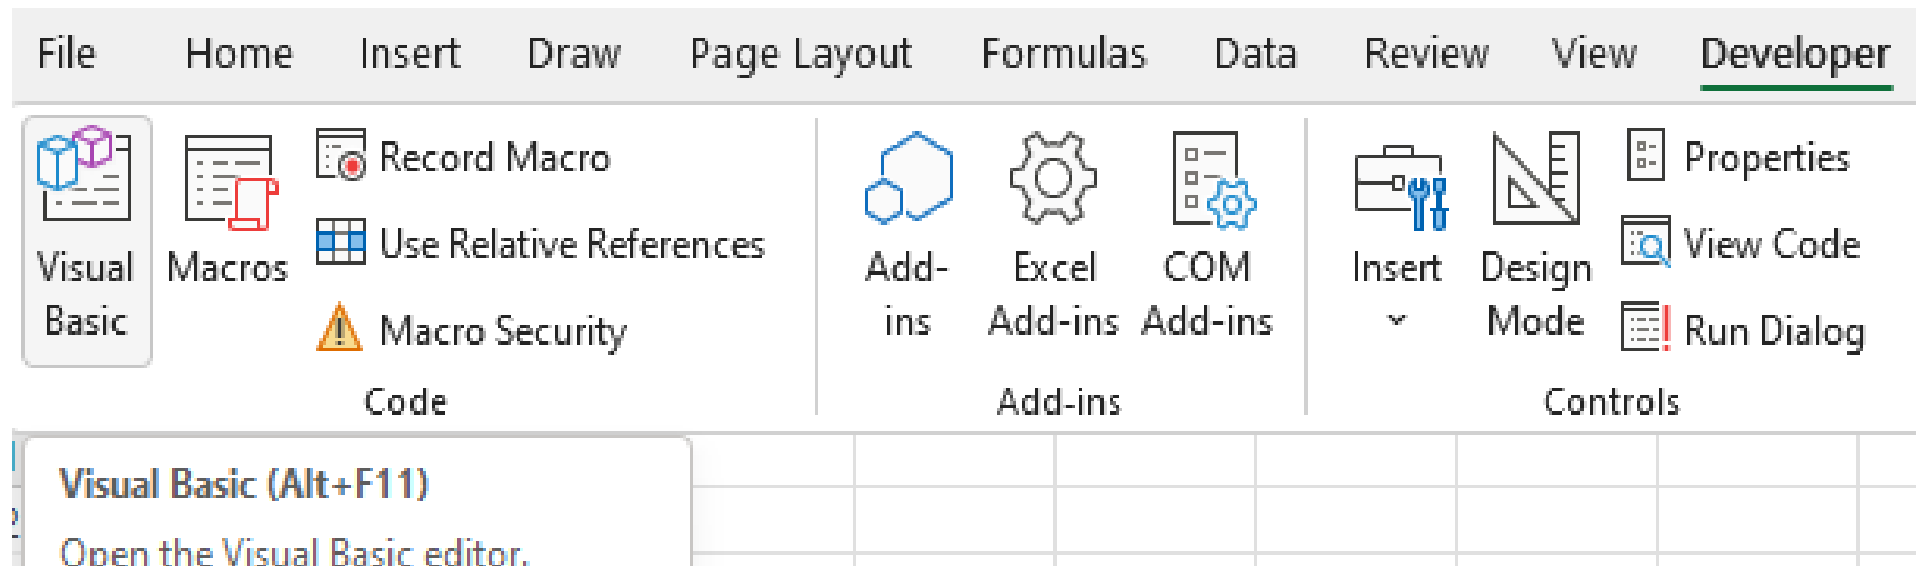 File Home Insert Draw Page Layout Formulas Data Review View Developer
Visual
Basic
Macros
Record Macro
Use Relative References
Macro Security
Code
Add-
ins
Excel
Add-ins
COM
Add-ins
Add-ins
Insert
Design
Mode
Properties
View Code
Run Dialog
Controls
Visual Basic (Alt+F11)
Open the Visual Basic editor.